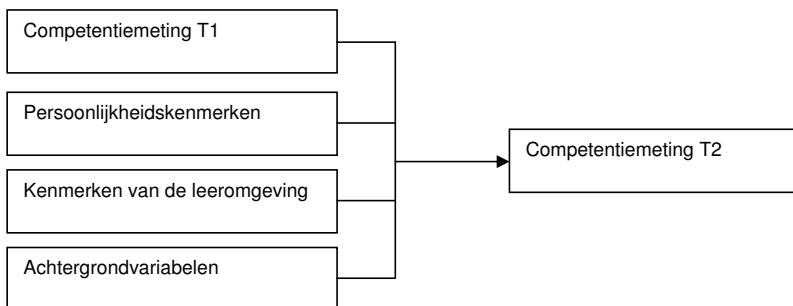 Competentiemeting T1
Persoonlijkheidskenmerken
Kenmerken van de leeromgeving
Achtergrondvariabelen
Competentiemeting T2